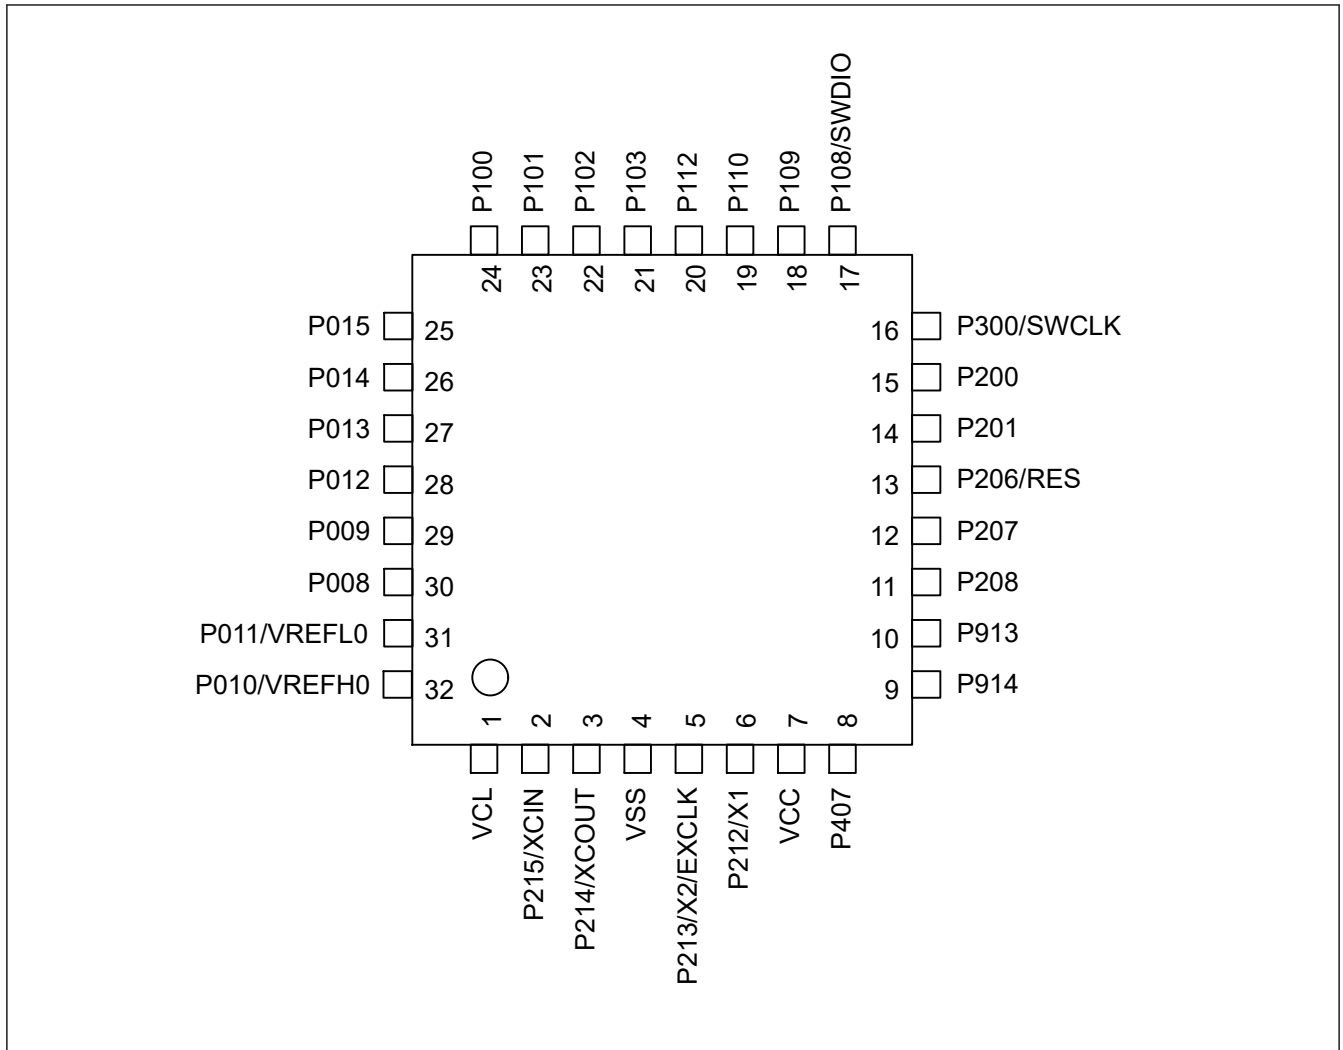 P100
P101
P102
P103
P112
P110
P109
P108/SWDIO
24
23
22
21
20
19
18
17
P015
25
16
P300/SWCLK
P014
26
15
P200
P013
27
14
P201
P012
28
13
P206/RES
P009
29
12
P207
P008
30
11
P208
P011/VREFL0
31
10
P913
P010/VREFH0
32
9
P914
1
2
3
4
5
6
7
8
VCL
P215/XCIN
P214/XCOUT
VSS
P213/X2/EXCLK
P212/X1
VCC
P407